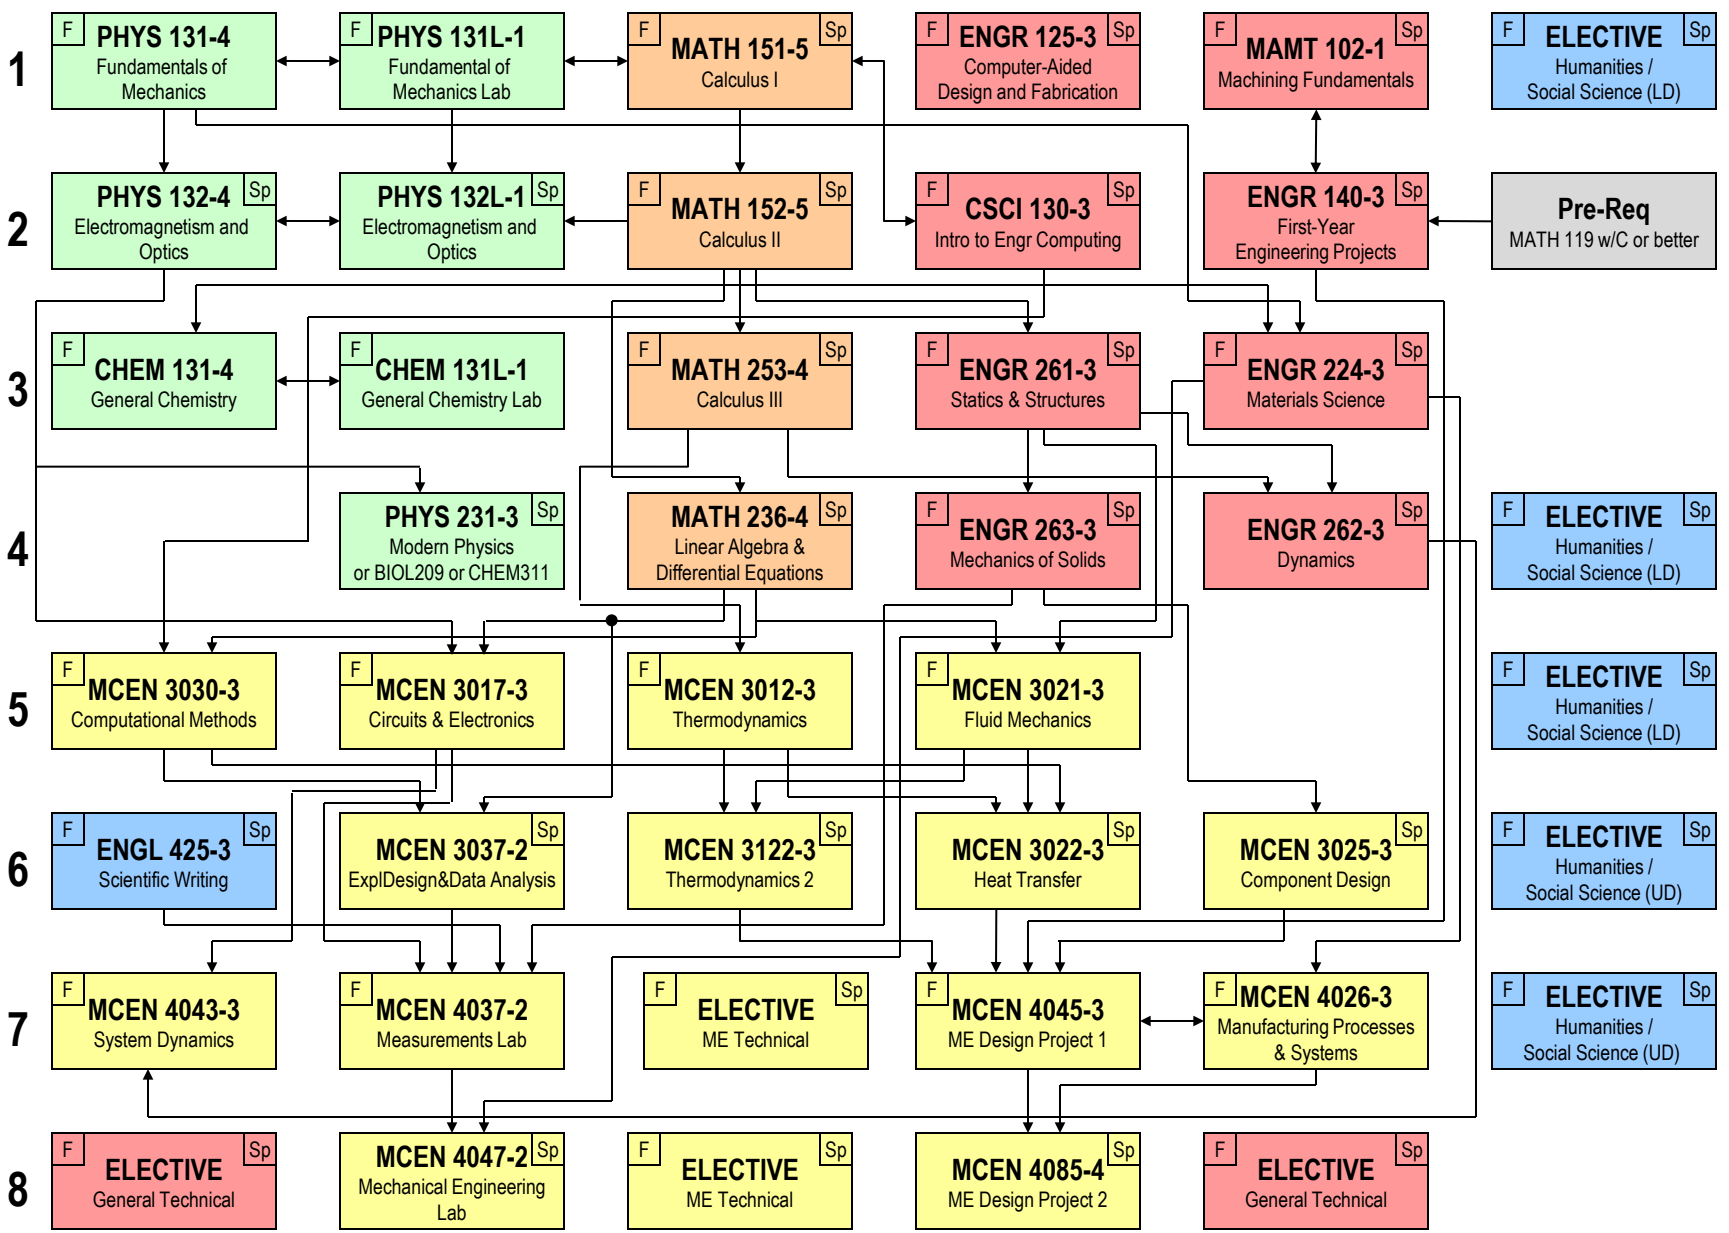 1
F
PHYS 131-4
Fundamentals of
Mechanics
F
PHYS 131L-1
Fundamental of
Mechanics Lab
F
Sp
MATH 151-5
Calculus I
F
Sp
ENGR 125-3
Computer-Aided
Design and Fabrication
F
Sp
MAMT 102-1
Machining Fundamentals
F
Sp
ELECTIVE
Humanities /
Social Science (LD)
2
Sp
PHYS 132-4
Electromagnetism and
Optics
Sp
PHYS 132L-1
Electromagnetism and
Optics
F
Sp
MATH 152-5
Calculus II
F
Sp
CSCI 130-3
Intro to Engr Computing
F
Sp
ENGR 140-3
First-Year
Engineering Projects
Pre-Req
MATH 119 w/C or better
3
F
CHEM 131-4
General Chemistry
F
CHEM 131L-1
General Chemistry Lab
F
Sp
MATH 253-4
Calculus III
F
Sp
ENGR 261-3
Statics & Structures
F
Sp
ENGR 224-3
Materials Science
4
Sp
PHYS 231-3
Modern Physics
or BIOL209 or CHEM311
F
Sp
MATH 236-4
Linear Algebra &
Differential Equations
F
Sp
ENGR 263-3
Mechanics of Solids
Sp
ENGR 262-3
Dynamics
F
Sp
ELECTIVE
Humanities /
Social Science (LD)
5
F
MCEN 3030-3
Computational Methods
F
MCEN 3017-3
Circuits & Electronics
F
MCEN 3012-3
Thermodynamics
F
MCEN 3021-3
Fluid Mechanics
F
Sp
ELECTIVE
Humanities /
Social Science (LD)
6
F
Sp
ENGL 425-3
Scientific Writing
Sp
MCEN 3037-2
ExplDesign&Data Analysis
Sp
MCEN 3122-3
Thermodynamics 2
Sp
MCEN 3022-3
Heat Transfer
Sp
MCEN 3025-3
Component Design
F
Sp
ELECTIVE
Humanities /
Social Science (UD)
7
F
MCEN 4043-3
System Dynamics
F
MCEN 4037-2
Measurements Lab
F
Sp
ELECTIVE
ME Technical
F
MCEN 4045-3
ME Design Project 1
F
MCEN 4026-3
Manufacturing Processes
& Systems
F
Sp
ELECTIVE
Humanities /
Social Science (UD)
8
F
Sp
ELECTIVE
General Technical
Sp
MCEN 4047-2
Mechanical Engineering
Lab
F
Sp
ELECTIVE
ME Technical
Sp
MCEN 4085-4
ME Design Project 2
F
Sp
ELECTIVE
General Technical